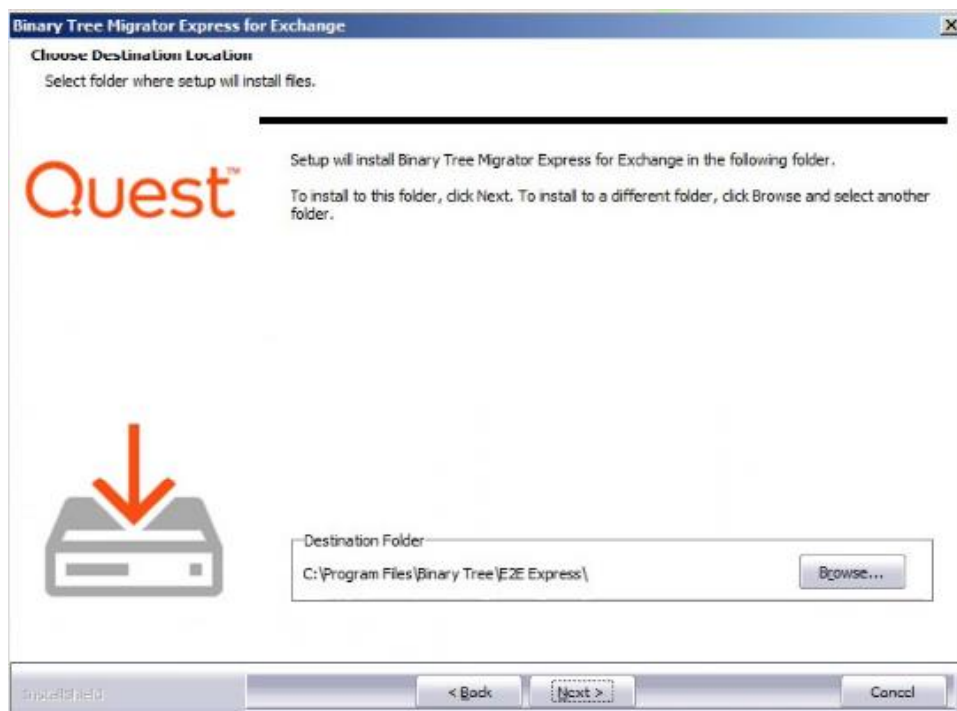 Binary Tree Migrator Express for Exchange
Choose Destination Location
Select folder where setup will install files.
Quest™
Setup will install Binary Tree Migrator Express for Exchange in the following folder.
To install to this folder, click Next. To install to a different folder, click Browse and select another
folder.
Destination Folder
C:\Program Files\Binary Tree\E2E Express\
Browse...
InstallShield
< Back
Next >
Cancel